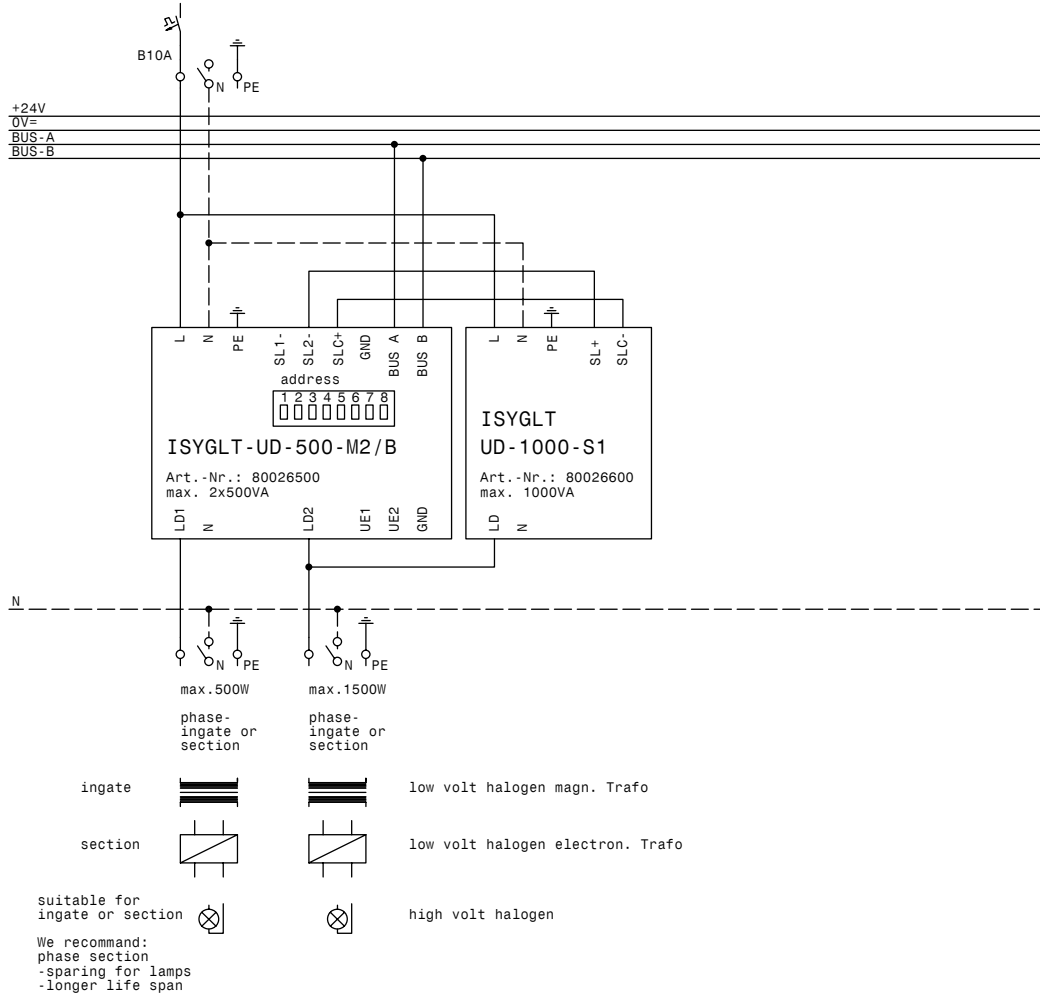 B10A
N
PE
+24V
0V=
BUS-A
BUS-B
L
N
PE
SL1-
SL2-
SLC+
GND
BUS A
BUS B
L
N
PE
SL+
SLC-
address
1 2 3 4 5 6 7 8
ISYGLT-UD-500-M2/B
Art.-Nr.: 80026500
max. 2x500VA
ISYGLT
UD-1000-S1
Art.-Nr.: 80026600
max. 1000VA
LD1
N
LD2
UE1
UE2
GND
LD
N
N
N
PE
N
PE
max.500W
max.1500W
phase-
ingate or
section
phase-
ingate or
section
ingate
low volt halogen magn. Trafo
section
low volt halogen electron. Trafo
suitable for
ingate or section
high volt halogen
We recommand:
phase section
-sparing for lamps
-longer life span